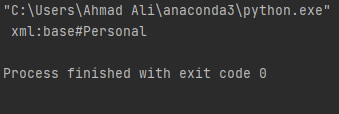 "C:\Users\Ahmad Ali\anaconda3\python.exe"
xml:base#Personal
Process finished with exit code 0